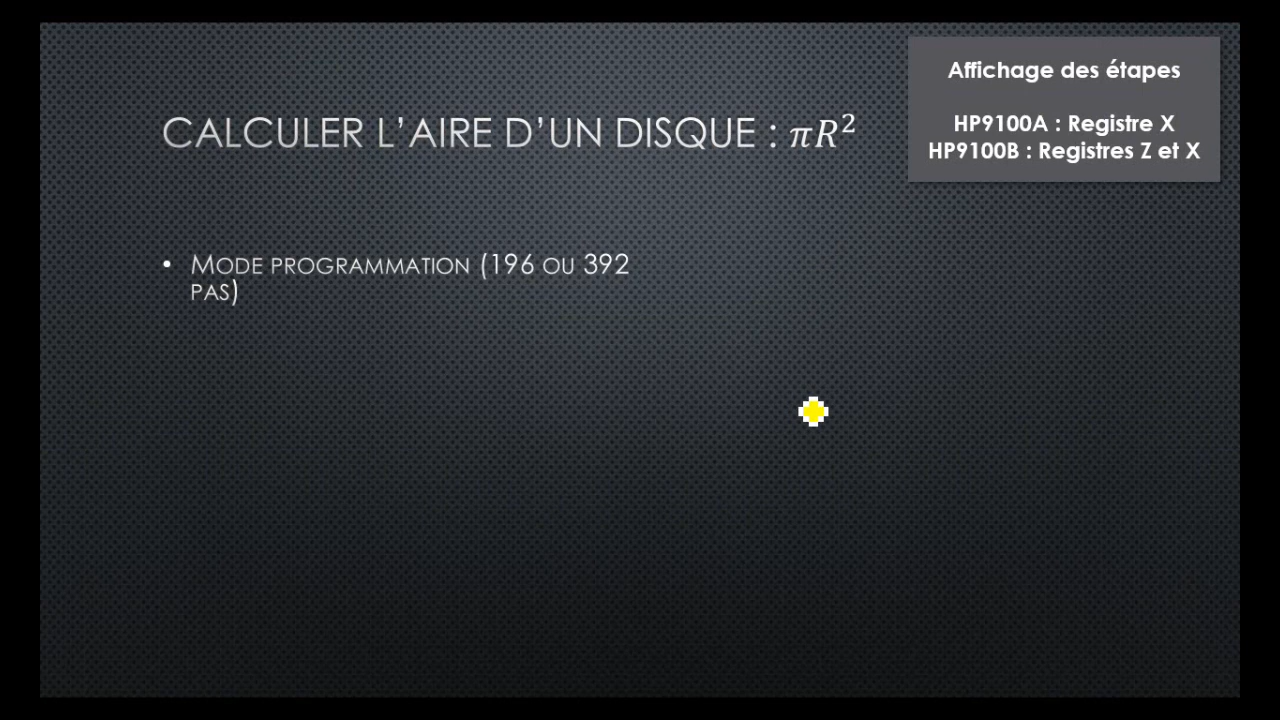 CALCULER L’AIRE D’UN DISQUE : πR²
Affichage des étapes
HP9100A : Registre X
HP9100B : Registres Z et X
• MODE PROGRAMMATION (196 OU 392
PAS)